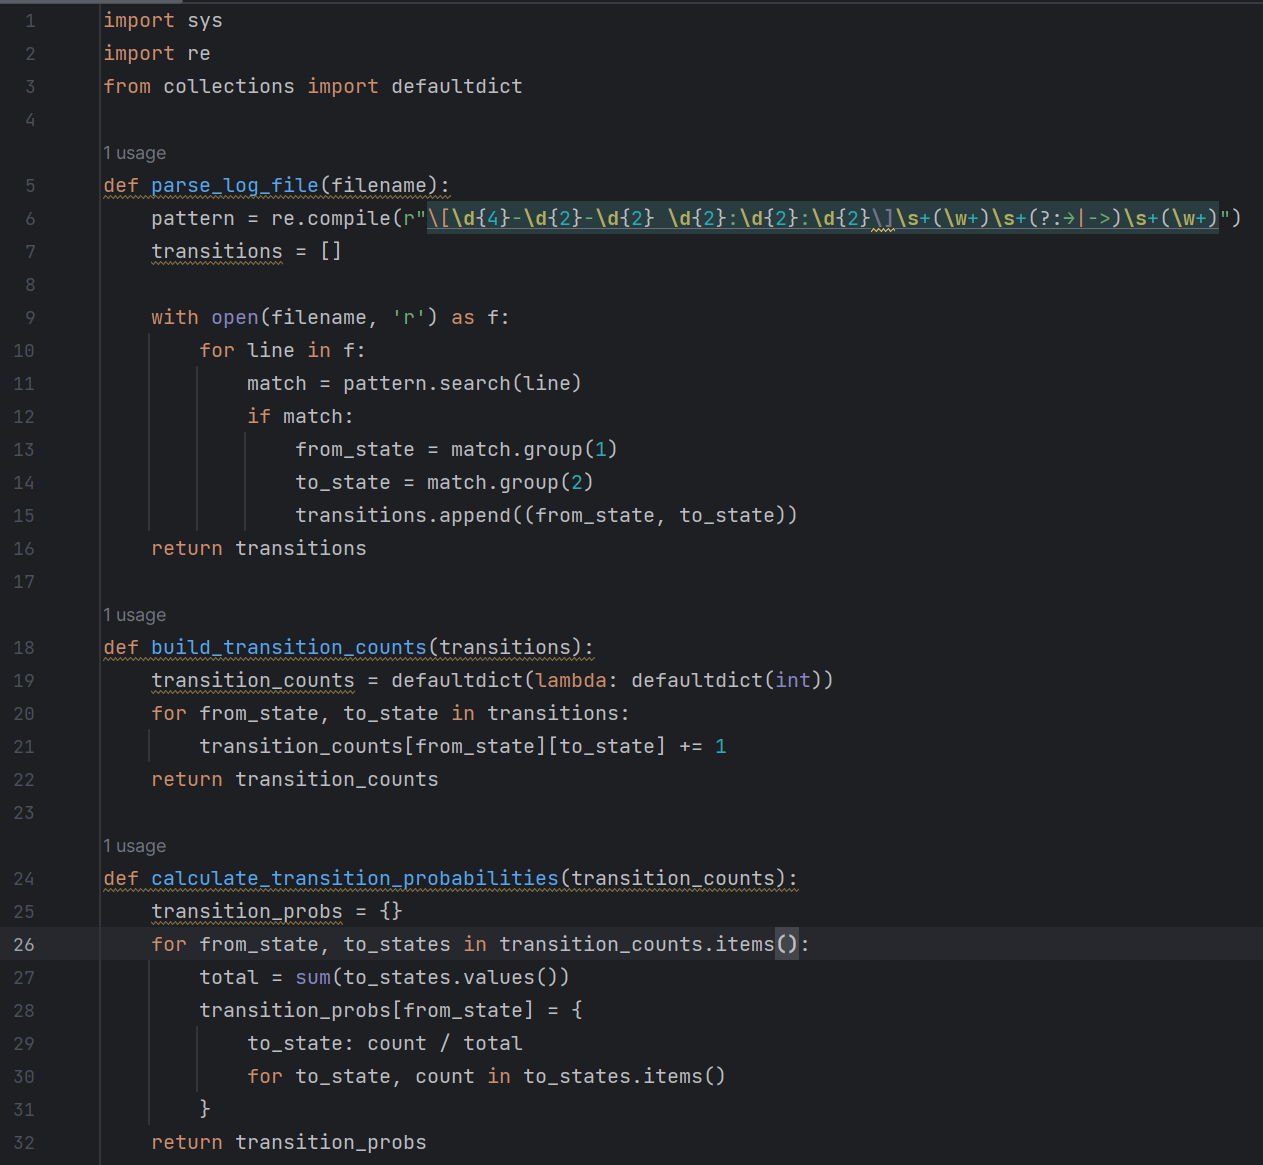 1 import sys
2 import re
3 from collections import defaultdict
4
1 usage
5 def parse_log_file(filename):
6     pattern = re.compile(r"\[\d{4}-\d{2}-\d{2} \d{2}:\d{2}:\d{2}\]\s+(\w+)\s+(?:→|->)\s+(\w+)")
7     transitions = []
8
9     with open(filename, 'r') as f:
10         for line in f:
11             match = pattern.search(line)
12             if match:
13                 from_state = match.group(1)
14                 to_state = match.group(2)
15                 transitions.append((from_state, to_state))
16     return transitions
17
1 usage
18 def build_transition_counts(transitions):
19     transition_counts = defaultdict(lambda: defaultdict(int))
20     for from_state, to_state in transitions:
21         transition_counts[from_state][to_state] += 1
22     return transition_counts
23
1 usage
24 def calculate_transition_probabilities(transition_counts):
25     transition_probs = {}
26     for from_state, to_states in transition_counts.items():
27         total = sum(to_states.values())
28         transition_probs[from_state] = {
29             to_state: count / total
30             for to_state, count in to_states.items()
31         }
32     return transition_probs